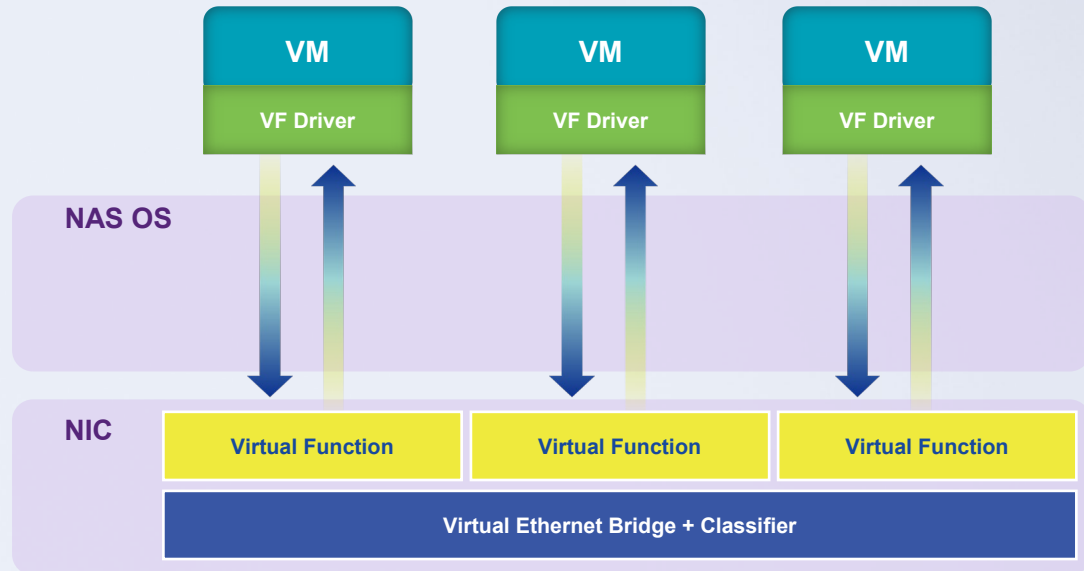 VM
VM
VM
VF Driver
VF Driver
VF Driver
NAS OS
NIC
Virtual Function
Virtual Function
Virtual Function
Virtual Ethernet Bridge + Classifier